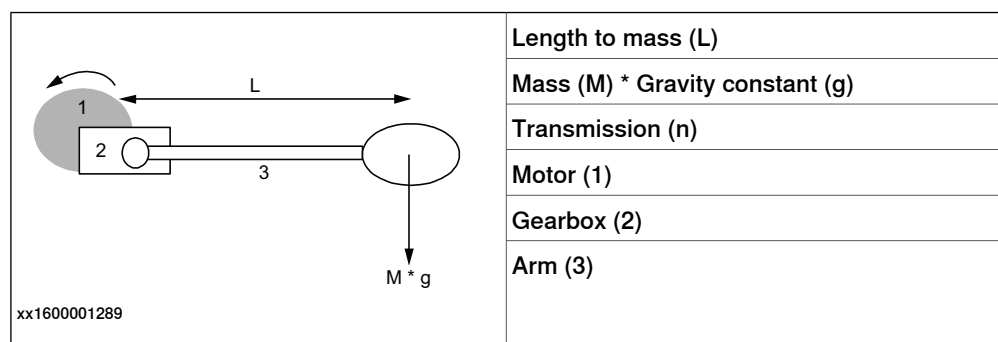 L
1
2
3
M * g
xx1600001289
Length to mass (L)
Mass (M) * Gravity constant (g)
Transmission (n)
Motor (1)
Gearbox (2)
Arm (3)